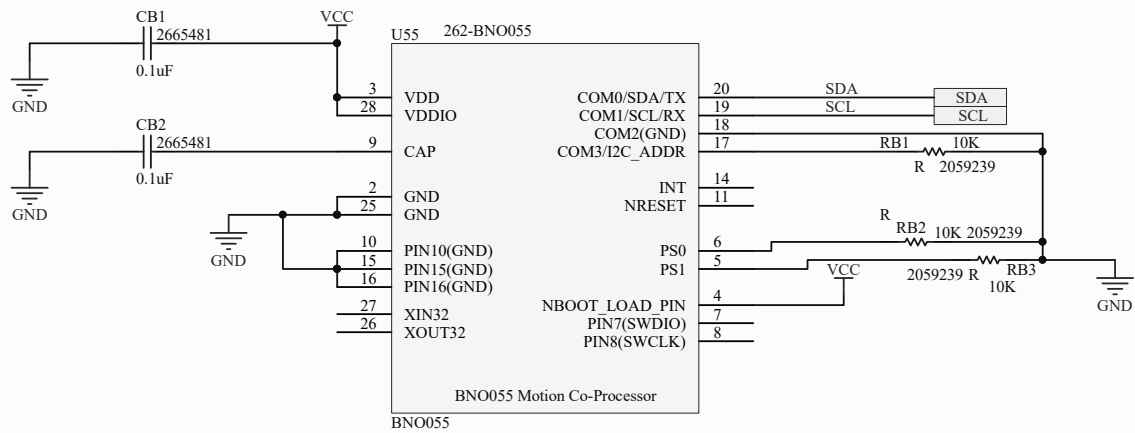 CB1
2665481
0.1uF
GND
VCC
U55 262-BNO055
3 VDD
28 VDDIO
CB2
2665481
0.1uF
GND
9 CAP
2 GND
25 GND
GND
10 PIN10(GND)
15 PIN15(GND)
16 PIN16(GND)
27 XIN32
26 XOUT32
COM0/SDA/TX 20 SDA SDA
COM1/SCL/RX 19 SCL SCL
COM2(GND) 18
COM3/I2C_ADDR 17 RB1 10K
R 2059239
INT 14
NRESET 11
R
PS0 6 RB2 10K 2059239
PS1 5 2059239 R RB3
10K
VCC
GND
NBOOT_LOAD_PIN 4
PIN7(SWDIO) 7
PIN8(SWCLK) 8
BNO055 Motion Co-Processor
BNO055